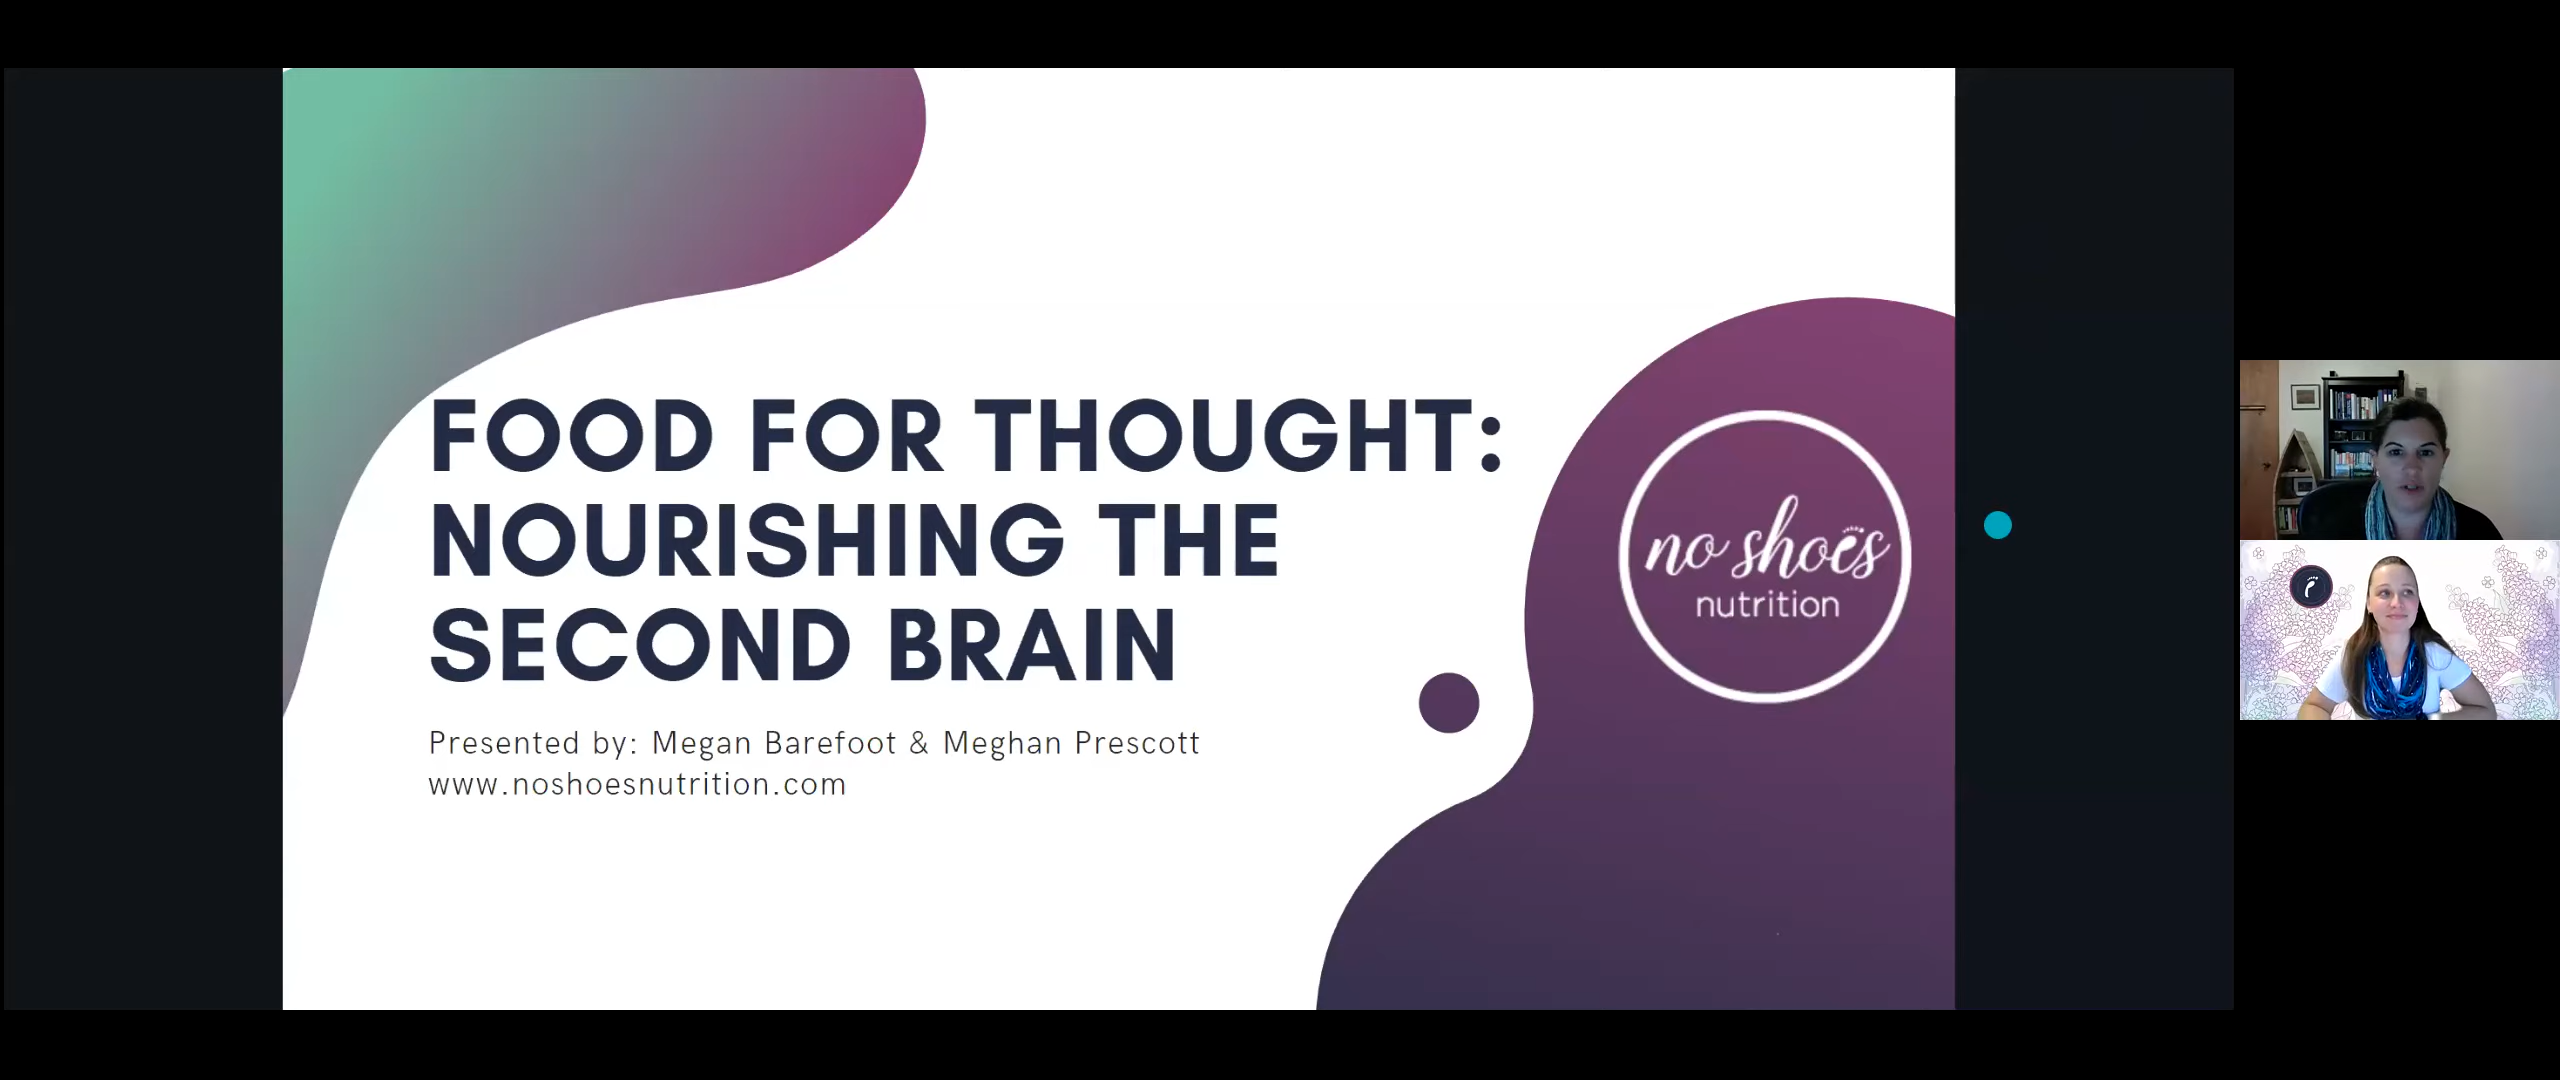 FOOD FOR THOUGHT:
NOURISHING THE
SECOND BRAIN
Presented by: Megan Barefoot & Meghan Prescott
www.noshoesnutrition.com
no shoes
nutrition